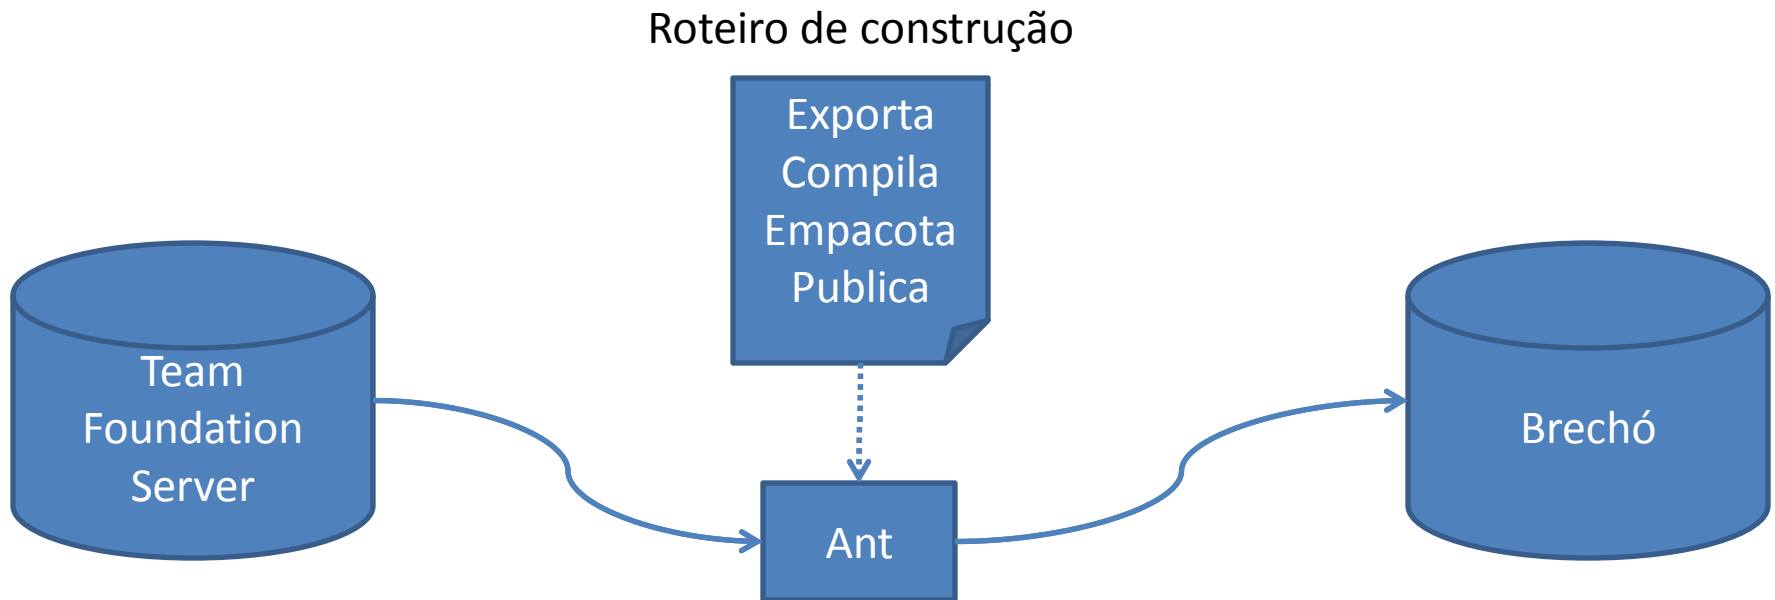 Roteiro de construção
Exporta
Compila
Empacota
Publica
Team
Foundation
Server
Ant
Brechó